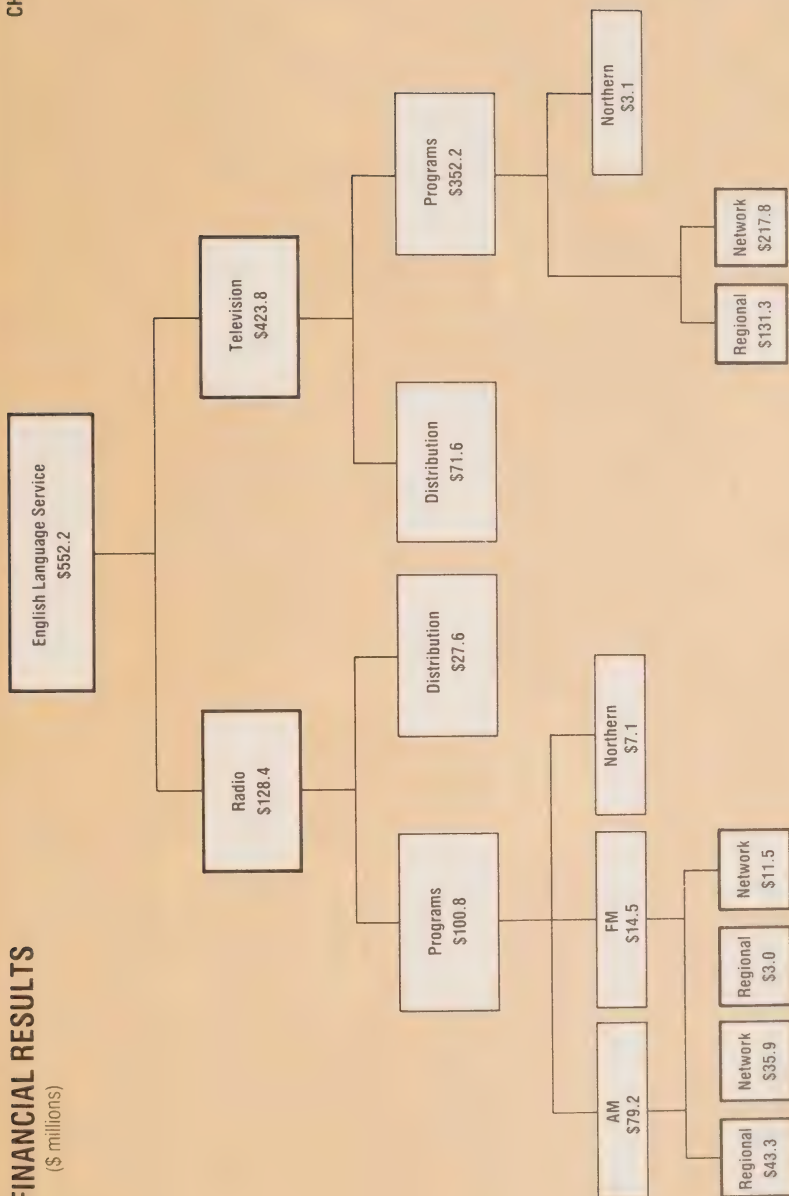 FINANCIAL RESULTS
($ millions)
English Language Service
$552.2
Radio
$128.4
Television
$423.8
Programs
$100.8
Distribution
$27.6
Distribution
$71.6
Programs
$352.2
AM
$79.2
FM
$14.5
Northern
$7.1
Northern
$3.1
Regional
$43.3
Network
$35.9
Regional
$3.0
Network
$11.5
Regional
$131.3
Network
$217.8